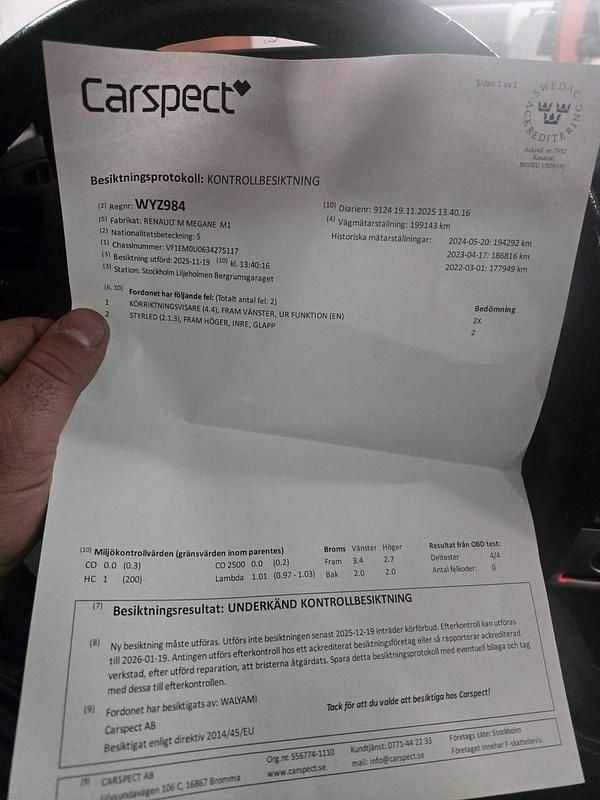 Carspect
Sidan 1 av 1
SWEDAC
ACKREDITERING
Ackred. nr. 7952
Kontroll
ISO/IEC 17020 (A)
Besiktningsprotokoll: KONTROLLBESIKTNING
(2) Regnr: WYZ984
(5) Fabrikat: RENAULT M MEGANE M1
(2) Nationalitetsbeteckning: S
(1) Chassinummer: VF1EM0U0634275117
(3) Besiktning utförd: 2025-11-19 (10) kl. 13:40:16
(3) Station: Stockholm Liljeholmen Bergrumsgaraget
(10) Diarienr: 9124 19.11.2025 13.40.16
(4) Vägmätarställning: 199143 km
Historiska mätarställningar: 2024-05-20: 194292 km
2023-04-17: 186816 km
2022-03-01: 177949 km
(6, 10) Fordonet har följande fel: (Totalt antal fel: 2) Bedömning
1 KÖRRIKTNINGSVISARE (4.4), FRAM VÄNSTER, UR FUNKTION (EN) 2X
2 STYRLED (2.1.3), FRAM HÖGER, INRE, GLAPP 2
(10) Miljökontrollvärden (gränsvärden inom parentes)
CO 0.0 (0.3) CO 2500 0.0 (0.2)
HC 1 (200) Lambda 1.01 (0.97 - 1.03)
Broms Vänster Höger
Fram 3.4 2.7
Bak 2.0 2.0
Resultat från OBD test:
Deltester 4/4
Antal felkoder: 0
(7) Besiktningsresultat: UNDERKÄND KONTROLLBESIKTNING
(8) Ny besiktning måste utföras. Utförs inte besiktningen senast 2025-12-19 inträder körförbud. Efterkontroll kan utföras
till 2026-01-19. Antingen utförs efterkontroll hos ett ackrediterat besiktningsföretag eller så rapporterar ackrediterad
verkstad, efter utförd reparation, att bristerna åtgärdats. Spara detta besiktningsprotokoll med eventuell bilaga och tag
med dessa till efterkontrollen.
(9) Fordonet har besiktigats av: WALYAMI
Carspect AB
Besiktigat enligt direktiv 2014/45/EU
Tack för att du valde att besiktiga hos Carspect!
(9) CARSPECT AB
Ulvsundavägen 106 C, 16867 Bromma
Org.nr. 556774-1110
www.carspect.se
Kundtjänst: 0771-44 22 33
mail: info@carspect.se
Företags säte: Stockholm
Företaget innehar F-skattebevis